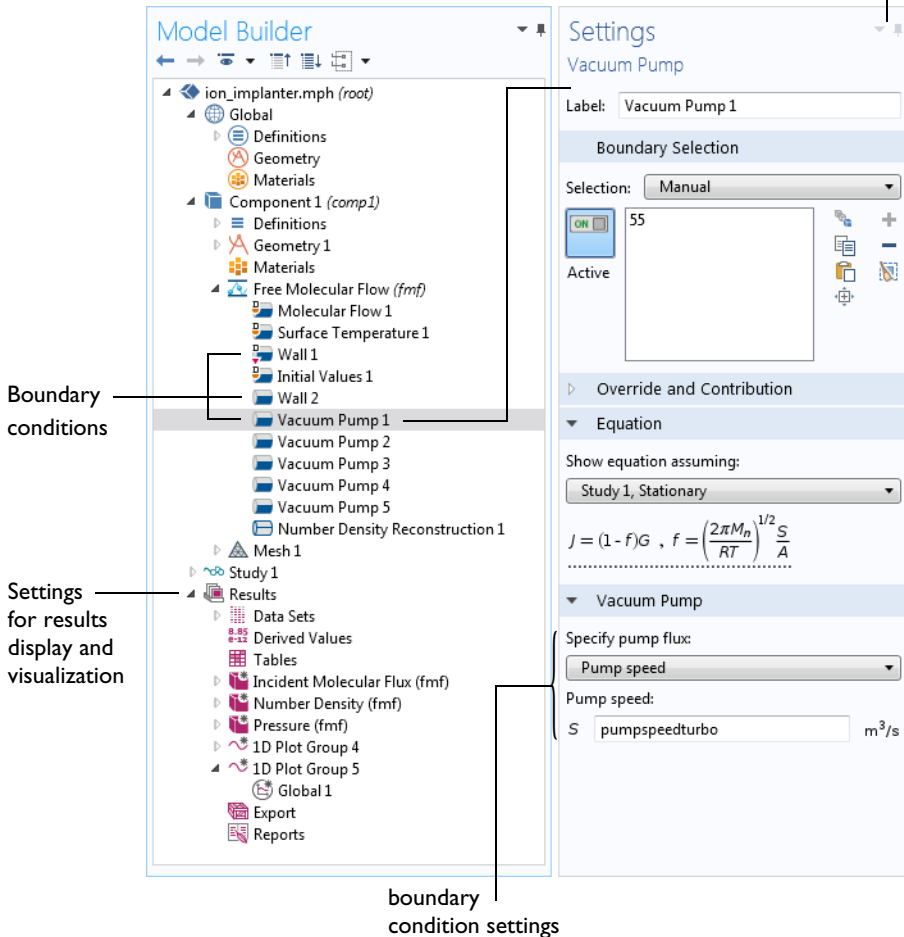 Model Builder
ion_implanter.mph (root)
Global
Definitions
Geometry
Materials
Component 1 (comp1)
Definitions
Geometry 1
Materials
Free Molecular Flow (fmf)
Molecular Flow 1
Surface Temperature 1
Wall 1
Initial Values 1
Wall 2
Vacuum Pump 1
Vacuum Pump 2
Vacuum Pump 3
Vacuum Pump 4
Vacuum Pump 5
Number Density Reconstruction 1
Mesh 1
Study 1
Results
Data Sets
8.85
e-12 Derived Values
Tables
Incident Molecular Flux (fmf)
Number Density (fmf)
Pressure (fmf)
1D Plot Group 4
1D Plot Group 5
Global 1
Export
Reports
Boundary
conditions
Settings
for results
display and
visualization
Settings
Vacuum Pump
Label: Vacuum Pump 1
Boundary Selection
Selection: Manual
ON
Active
55
Override and Contribution
Equation
Show equation assuming:
Study 1, Stationary
J = (1 - f)G , f = (2πMn/RT)^1/2 S/A
Vacuum Pump
Specify pump flux:
Pump speed
Pump speed:
S pumpspeedturbo m³/s
boundary
condition settings